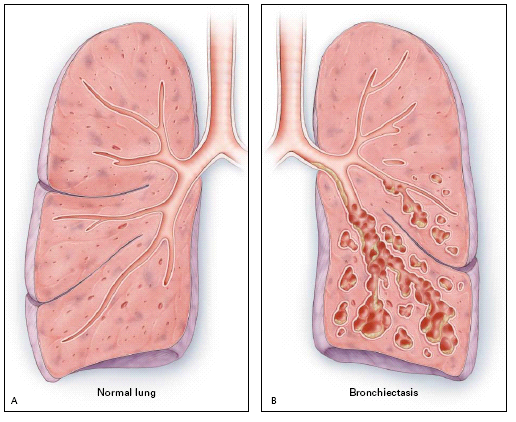 Normal lung
A
Bronchiectasis
B